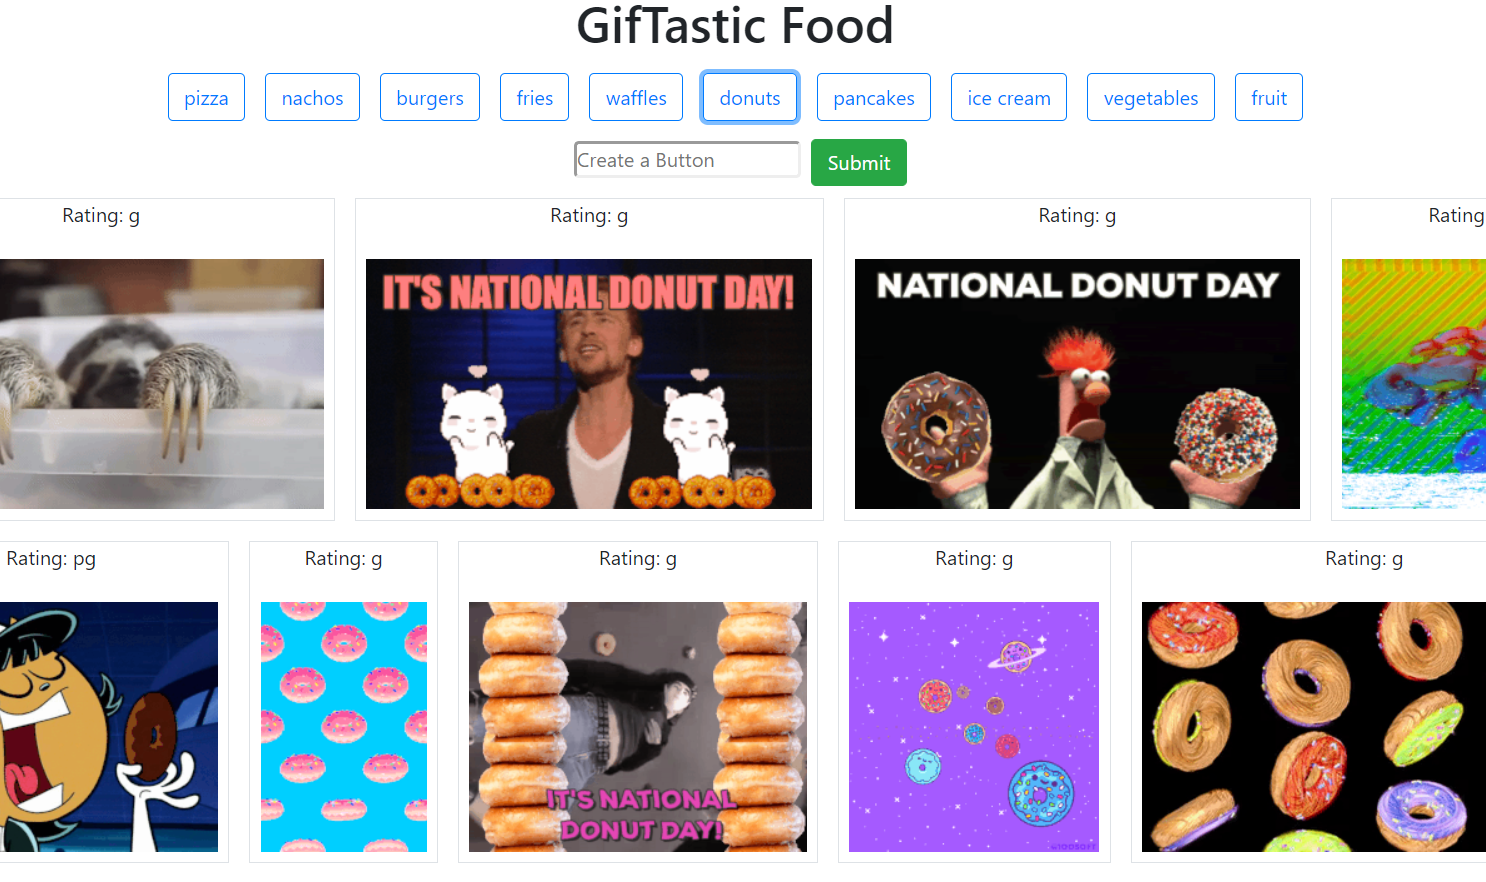 GifTastic Food
pizza nachos burgers fries waffles donuts pancakes ice cream vegetables fruit
Create a Button Submit
Rating: g Rating: g Rating: g Rating
IT'S NATIONAL DONUT DAY!
NATIONAL DONUT DAY
Rating: pg Rating: g Rating: g Rating: g Rating: g
IT'S NATIONAL
DONUT DAY!